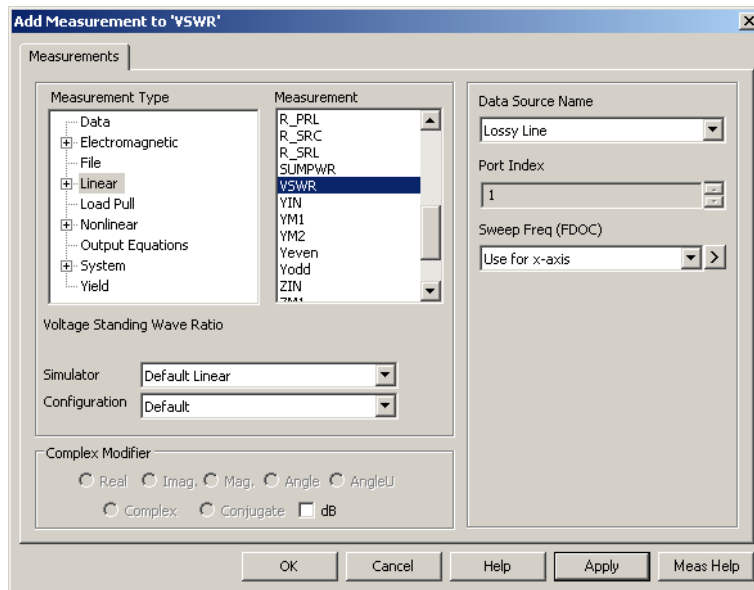 Add Measurement to 'VSWR'
Measurements
Measurement Type
Data
Electromagnetic
File
Linear
Load Pull
Nonlinear
Output Equations
System
Yield
Measurement
R_PRL
R_SRC
R_SRL
SUMPWR
VSWR
YIN
YM1
YM2
Yeven
Yodd
ZIN
ZM1
Voltage Standing Wave Ratio
Simulator Default Linear
Configuration Default
Complex Modifier
Real Imag. Mag. Angle AngleU
Complex Conjugate dB
Data Source Name
Lossy Line
Port Index
1
Sweep Freq (FDOC)
Use for x-axis >
OK Cancel Help Apply Meas Help